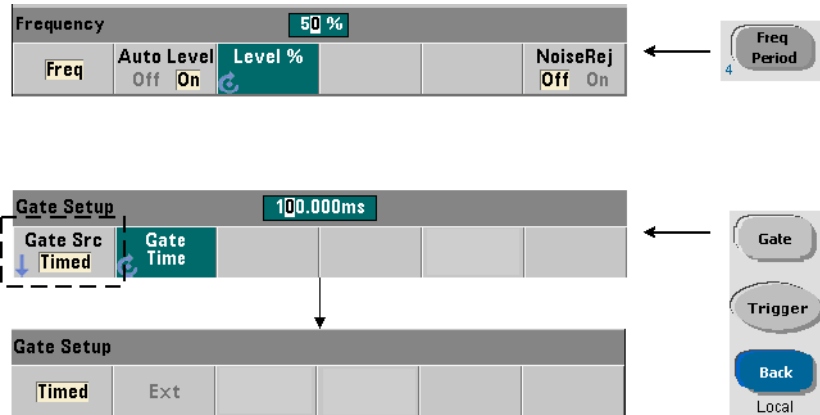 Frequency
50 %
Freq
Auto Level
Off On
Level %
NoiseRej
Off On
Freq
Period
4
Gate Setup
100.000ms
Gate Src
Timed
Gate
Time
Gate
Trigger
Gate Setup
Timed
Ext
Back
Local